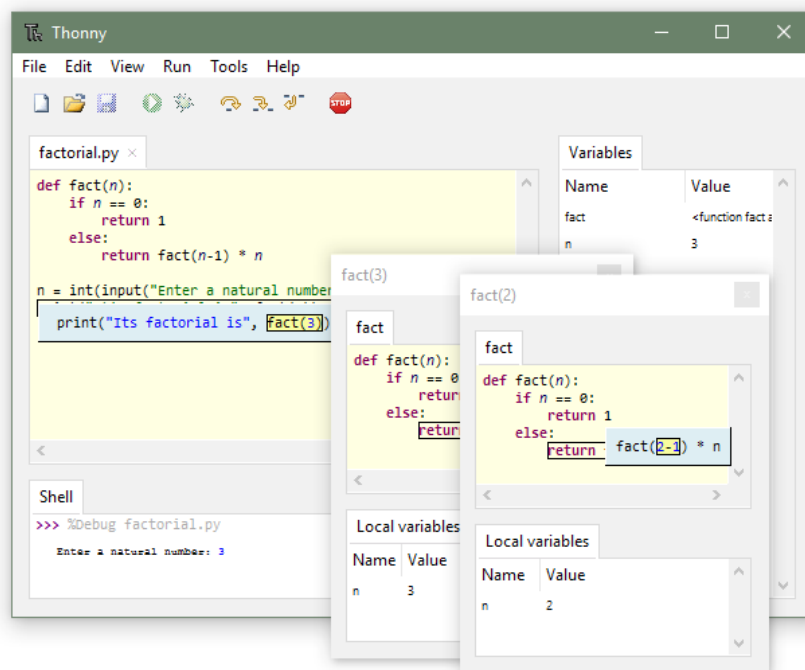 Thonny
File Edit View Run Tools Help
STOP
factorial.py
def fact(n):
    if n == 0:
        return 1
    else:
        return fact(n-1) * n
n = int(input("Enter a natural number
print("Its factorial is", fact(3))
Shell
>>> %Debug factorial.py
Enter a natural number: 3
Variables
Name Value
fact <function fact a
n 3
fact(3)
fact
def fact(n):
    if n == 0
        retur
    else:
        retur
Local variables
Name Value
n 3
fact(2)
fact
def fact(n):
    if n == 0:
        return 1
    else:
        return fact(2-1) * n
Local variables
Name Value
n 2